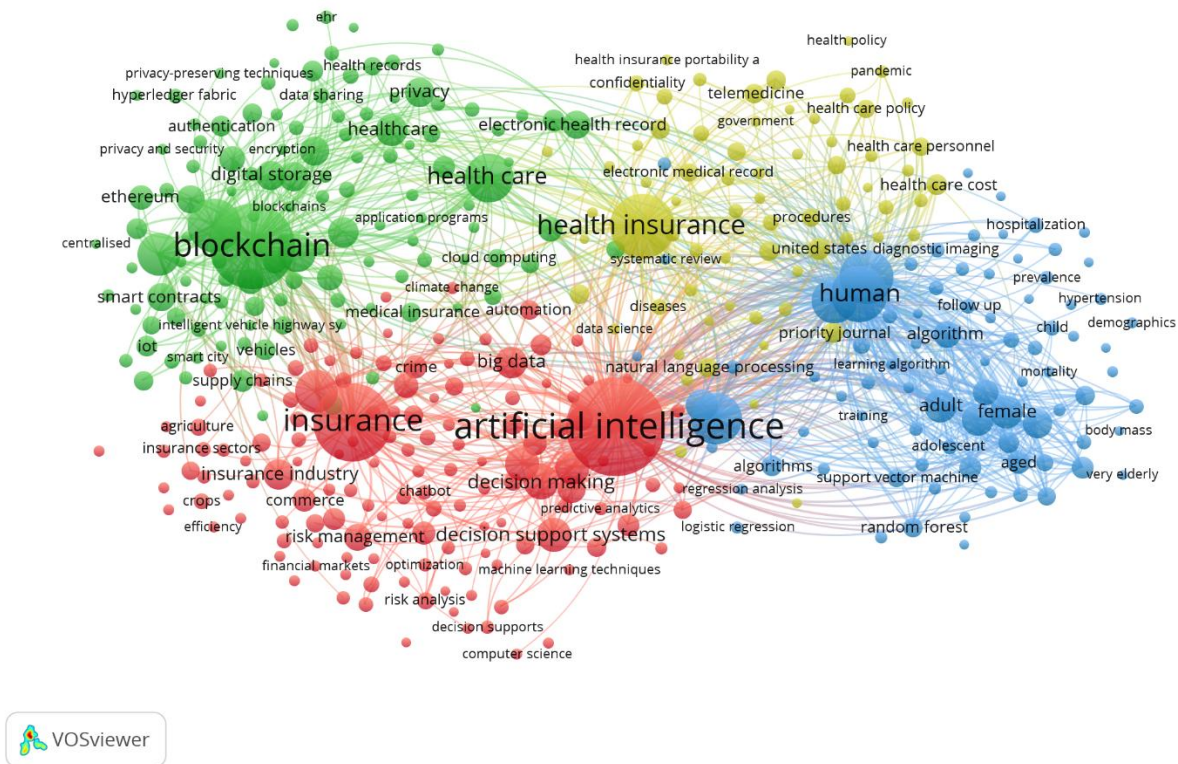 ehr
health policy
health insurance portability a
health records
privacy-preserving techniques
pandemic
confidentiality
privacy
telemedicine
hyperledger fabric
data sharing
health care policy
government
authentication
healthcare
electronic health record
privacy and security
encryption
health care personnel
digital storage
health care
electronic medical record
health care cost
ethereum
blockchains
application programs
health insurance
procedures
hospitalization
centralised
blockchain
united states
diagnostic imaging
cloud computing
systematic review
prevalence
climate change
smart contracts
human
medical insurance
automation
diseases
follow up
hypertension
intelligent vehicle highway sy
data science
priority journal
algorithm
child
demographics
iot
smart city
vehicles
big data
crime
natural language processing
learning algorithm
mortality
supply chains
insurance
artificial intelligence
training
adult
female
agriculture
body mass
insurance sectors
adolescent
insurance industry
decision making
algorithms
aged
support vector machine
very elderly
chatbot
regression analysis
crops
commerce
predictive analytics
efficiency
logistic regression
random forest
risk management
decision support systems
financial markets
optimization
machine learning techniques
risk analysis
decision supports
computer science
VOSviewer